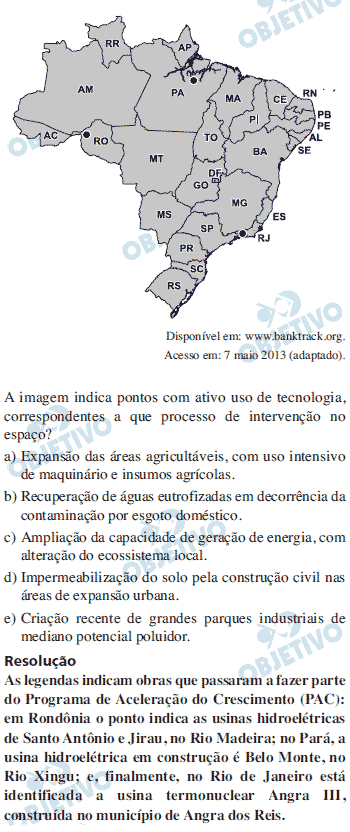 RR
AP
AM
PA
MA
CE
RN
PB
PE
AL
SE
PI
AC
RO
TO
MT
BA
DF
GO
MG
MS
ES
SP
RJ
PR
SC
RS
OBJETIVO
Disponível em: www.banktrack.org.
Acesso em: 7 maio 2013 (adaptado).
A imagem indica pontos com ativo uso de tecnologia,
correspondentes a que processo de intervenção no
espaço?
a) Expansão das áreas agricultáveis, com uso intensivo
de maquinário e insumos agrícolas.
b) Recuperação de águas eutrofizadas em decorrência da
contaminação por esgoto doméstico.
c) Ampliação da capacidade de geração de energia, com
alteração do ecossistema local.
d) Impermeabilização do solo pela construção civil nas
áreas de expansão urbana.
e) Criação recente de grandes parques industriais de
mediano potencial poluidor.
Resolução
As legendas indicam obras que passaram a fazer parte
do Programa de Aceleração do Crescimento (PAC):
em Rondônia o ponto indica as usinas hidroelétricas
de Santo Antônio e Jirau, no Rio Madeira; no Pará, a
usina hidroelétrica em construção é Belo Monte, no
Rio Xingu; e, finalmente, no Rio de Janeiro está
identificada a usina termonuclear Angra III,
construída no município de Angra dos Reis.